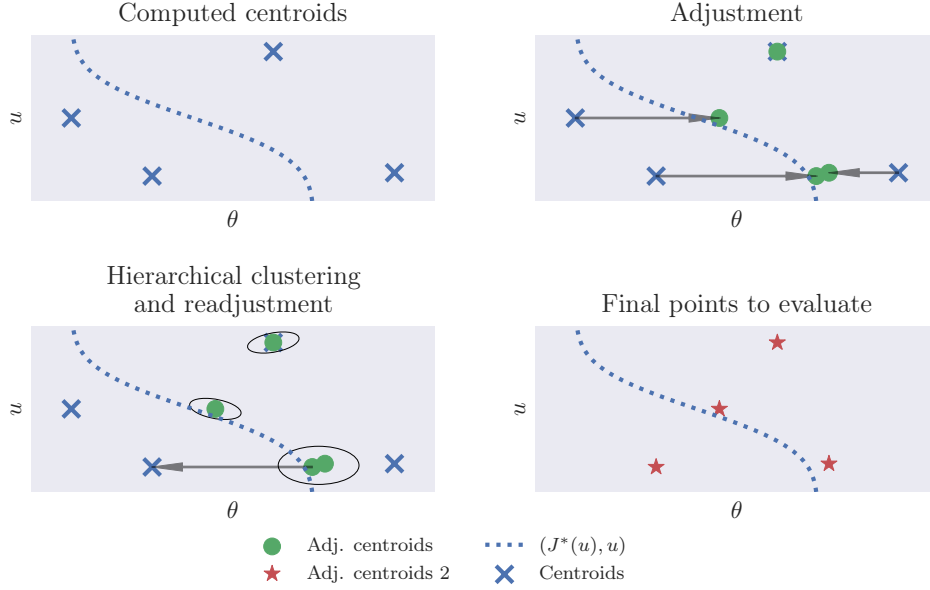 Computed centroids
Adjustment
u
u
θ
θ
Hierarchical clustering
and readjustment
Final points to evaluate
u
u
θ
θ
Adj. centroids
(J*(u), u)
Adj. centroids 2
Centroids